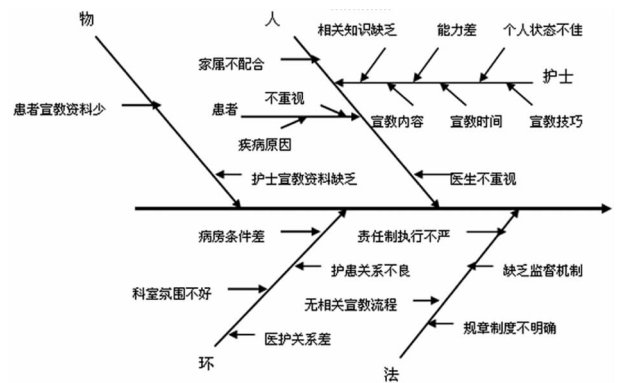 物
人
相关知识缺乏
能力差
个人状态不佳
家属不配合
护士
患者宣教资料少
不重视
患者
宣教内容
宣教时间
宣教技巧
疾病原因
护士宣教资料缺乏
医生不重视
病房条件差
责任制执行不严
护患关系不良
缺乏监督机制
科室氛围不好
无相关宣教流程
医护关系差
规章制度不明确
环
法